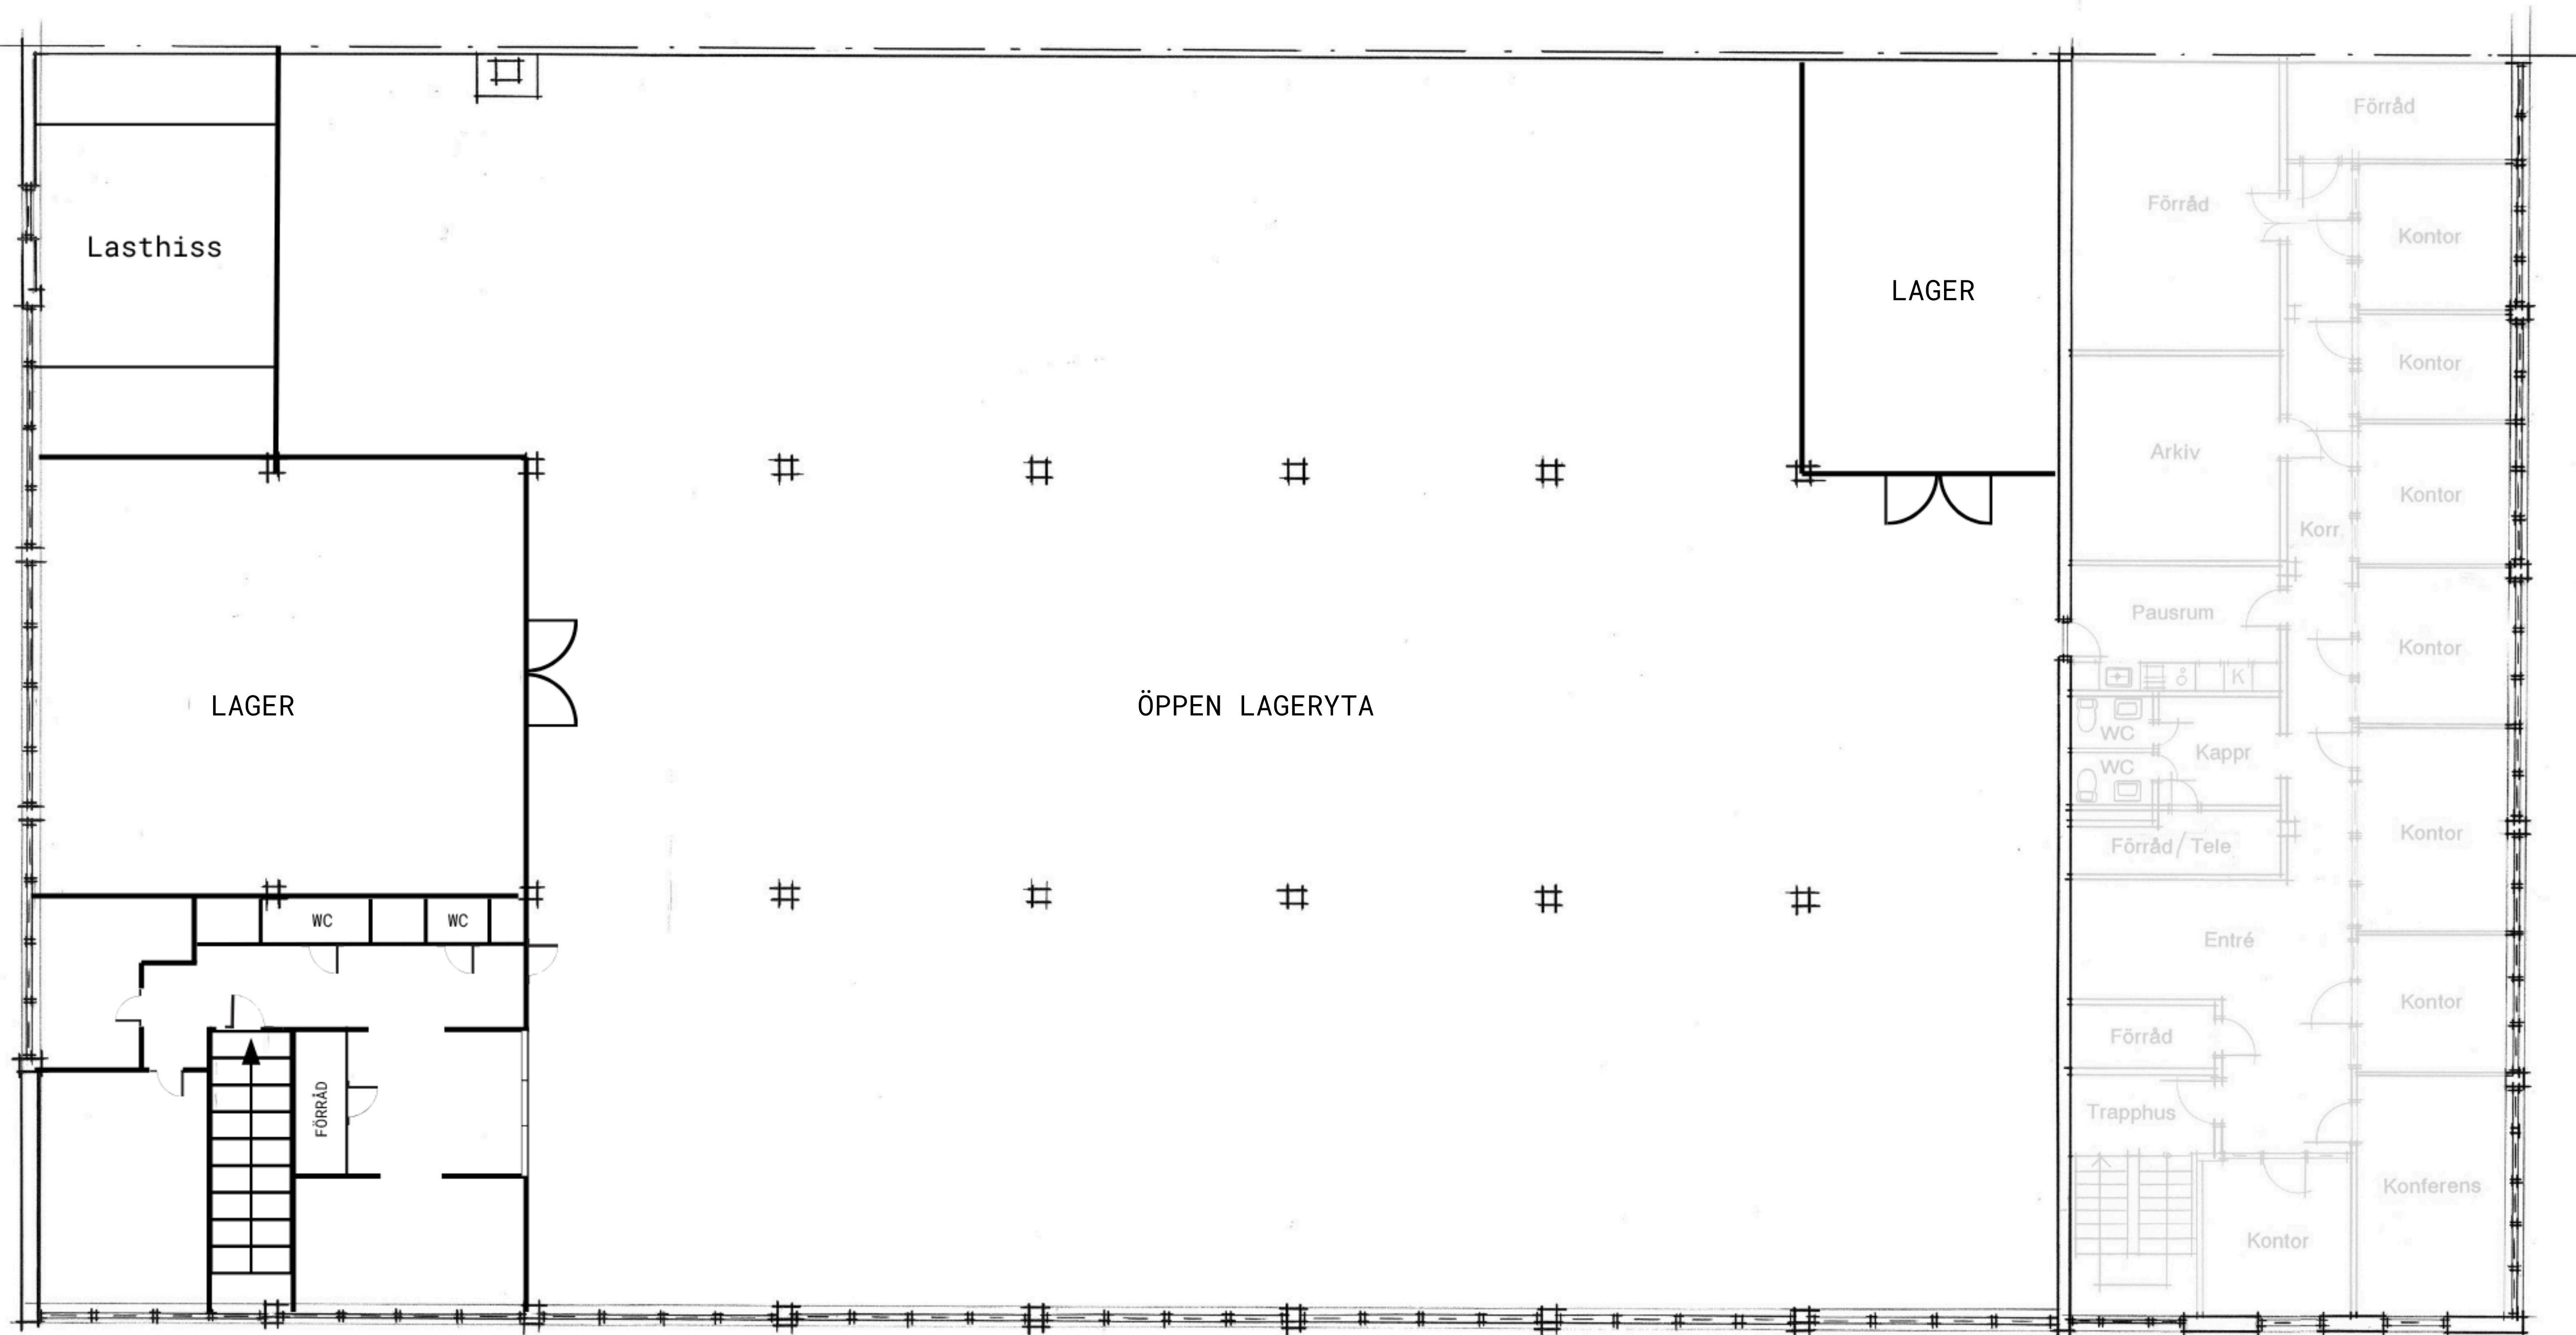 Förråd
Förråd
Kontor
Lasthiss
LAGER
Kontor
Arkiv
Kontor
Korr.
Pausrum
Kontor
K
LAGER
ÖPPEN LAGERYTA
WC
Kappr
WC
Kontor
Förråd/Tele
WC
WC
Entré
Kontor
Förråd
FÖRRÅD
Trapphus
Konferens
Kontor